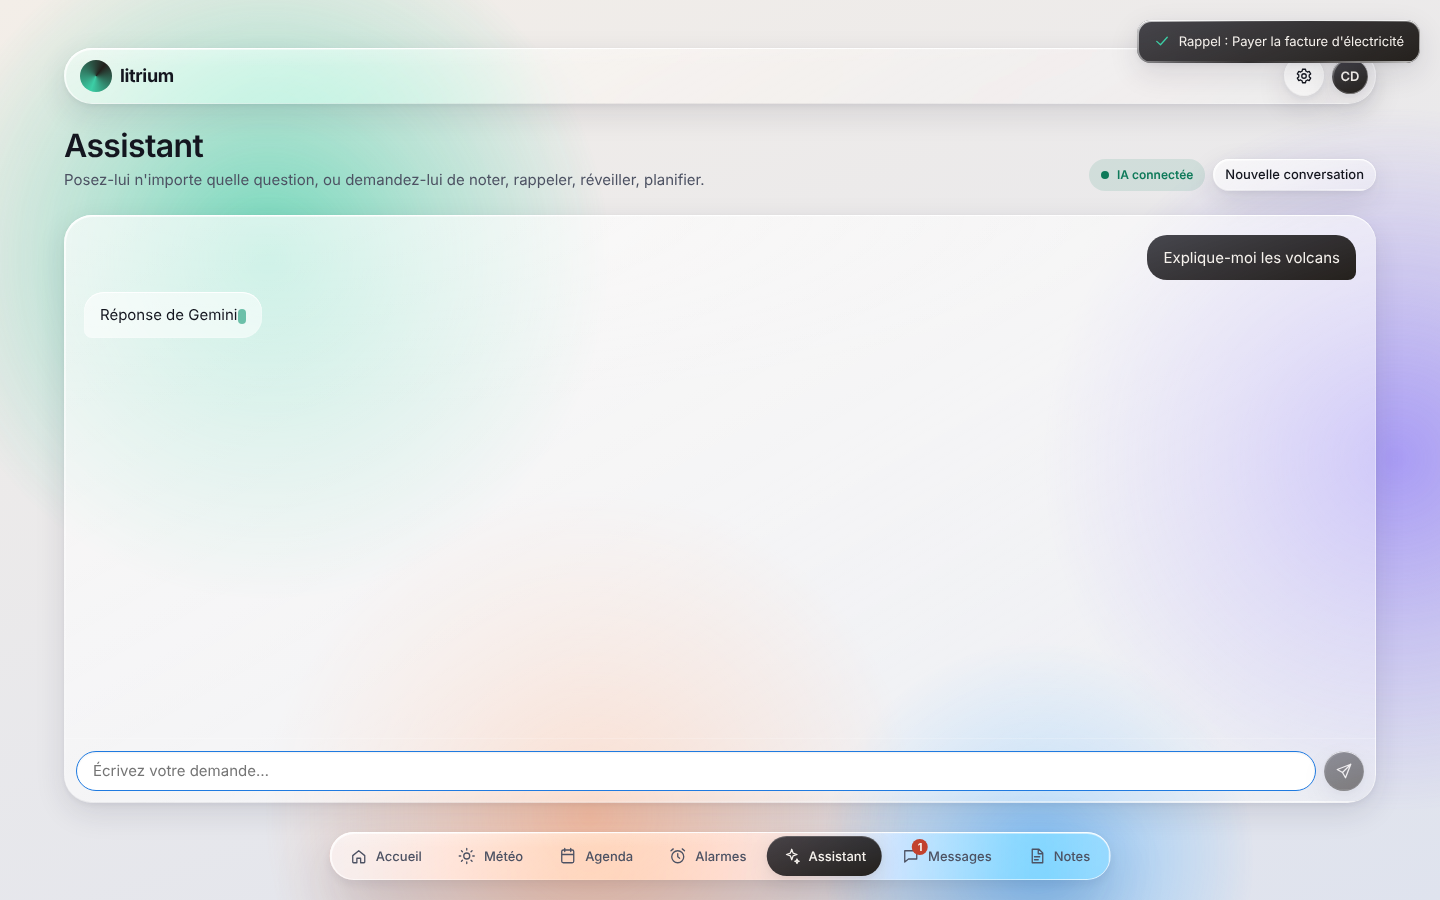 Rappel : Payer la facture d'électricité
litrium
CD
Assistant
Posez-lui n'importe quelle question, ou demandez-lui de noter, rappeler, réveiller, planifier.
IA connectée
Nouvelle conversation
Explique-moi les volcans
Réponse de Gemini
Écrivez votre demande...
Accueil
Météo
Agenda
Alarmes
Assistant
1
Messages
Notes